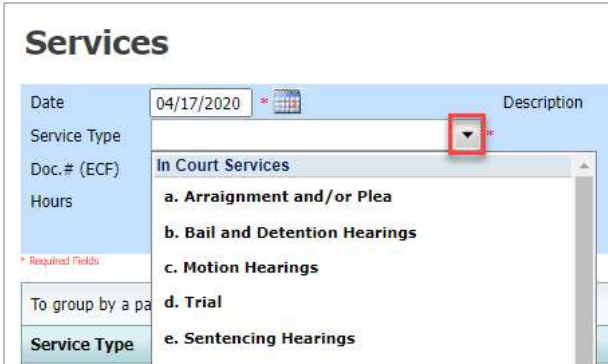 Services
Date 04/17/2020 * Description
Service Type *
Doc.# (ECF)
Hours
In Court Services
a. Arraignment and/or Plea
b. Bail and Detention Hearings
c. Motion Hearings
d. Trial
e. Sentencing Hearings
* Required Fields
To group by a pa
Service Type